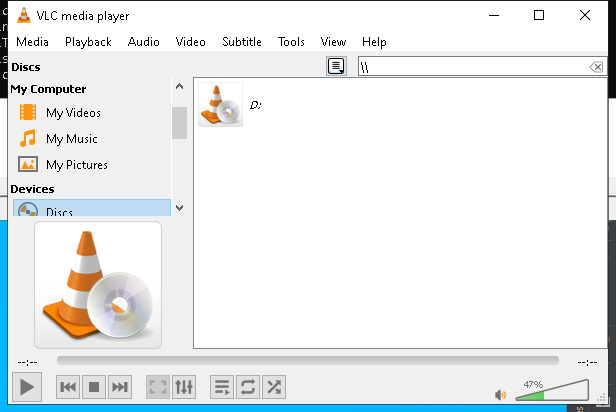 VLC media player
Media Playback Audio Video Subtitle Tools View Help
Discs
\\
My Computer
D:
My Videos
My Music
My Pictures
Devices
Discs
--:--
--:--
47%